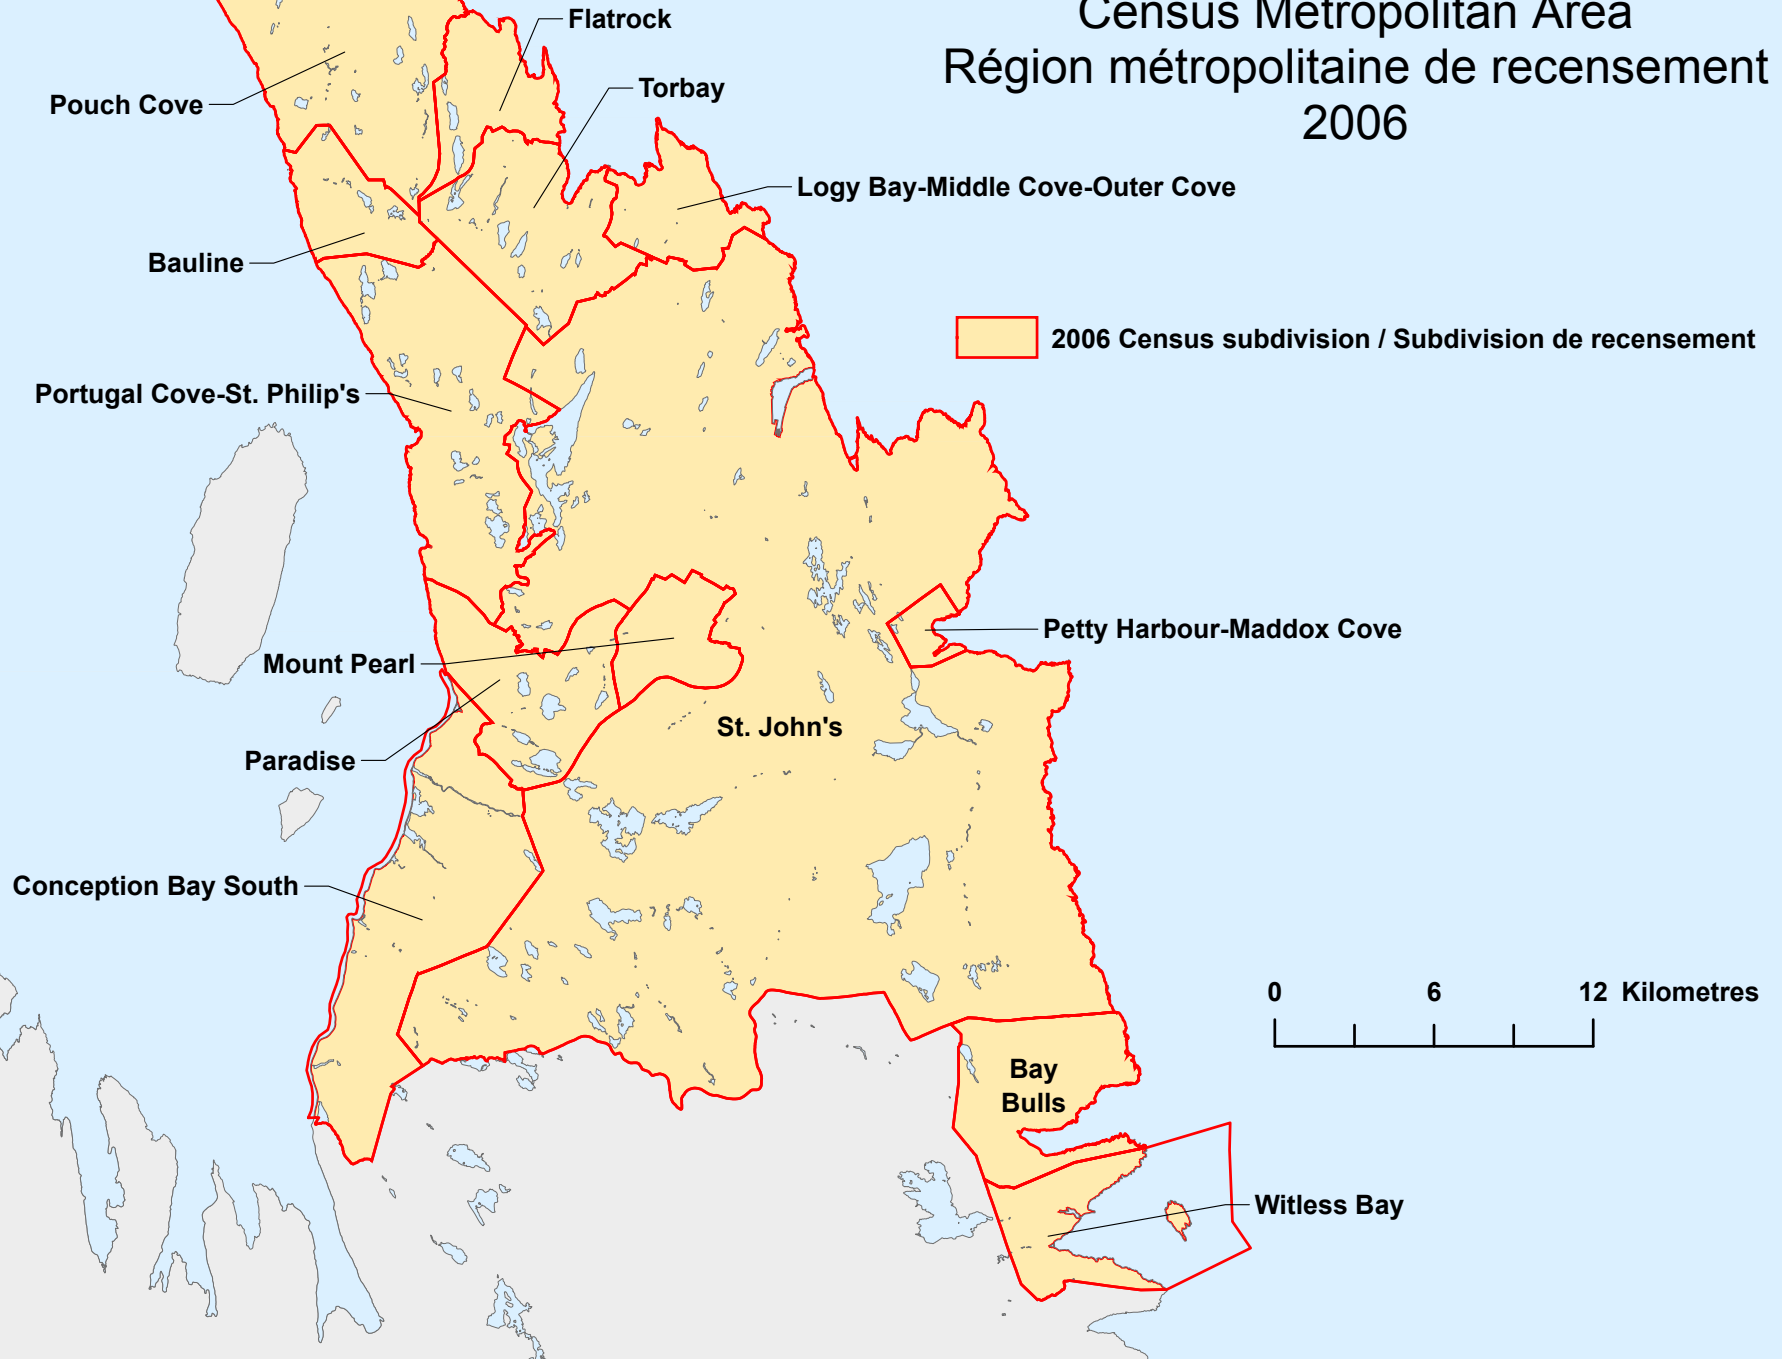 Census Metropolitan Area
Région métropolitaine de recensement
2006
Flatrock
Torbay
Pouch Cove
Logy Bay-Middle Cove-Outer Cove
Bauline
2006 Census subdivision / Subdivision de recensement
Portugal Cove-St. Philip's
Petty Harbour-Maddox Cove
Mount Pearl
St. John's
Paradise
Conception Bay South
0 6 12 Kilometres
Bay
Bulls
Witless Bay